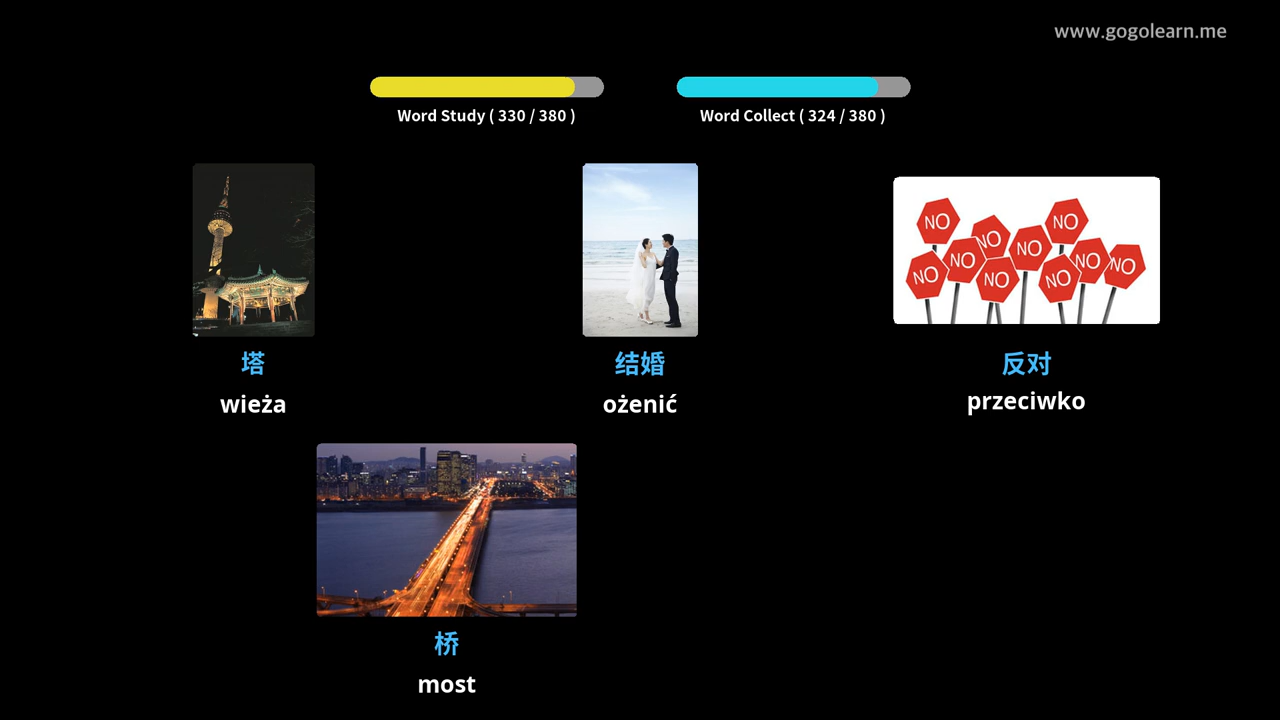 www.gogolearn.me
Word Study ( 330 / 380 )
Word Collect ( 324 / 380 )
NO
NO
NO
NO
NO
NO
NO
NO
NO
NO
塔
结婚
反对
wieża
ożenić
przeciwko
桥
most